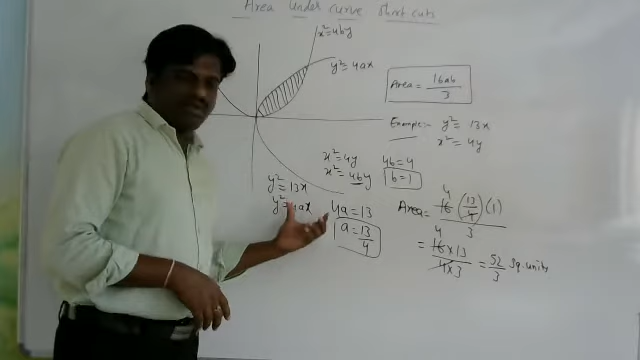 Area Under curve Short cuts
x²=4by
y²=4ax
Area = 16ab/3
Example:- y² = 13x
x² = 4y
x²=4y
x²=4by
4b=4
b=1
y²=13x
y²=4ax
4a=13
a=13/4
Area = 4 16 (13/4) (1) / 3
= 4 16×13 / 4×3 = 52/3 Sq.units